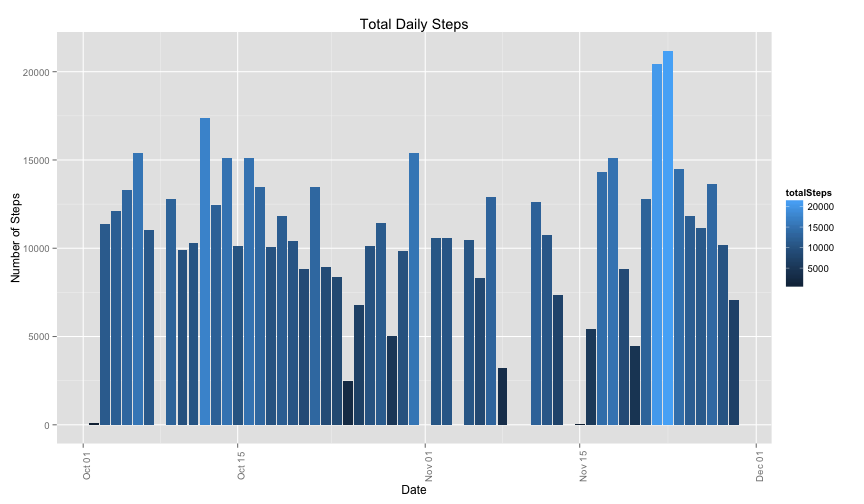 Total Daily Steps
Number of Steps
20000
15000
10000
5000
0
Oct 01
Oct 15
Nov 01
Nov 15
Dec 01
Date
totalSteps
20000
15000
10000
5000